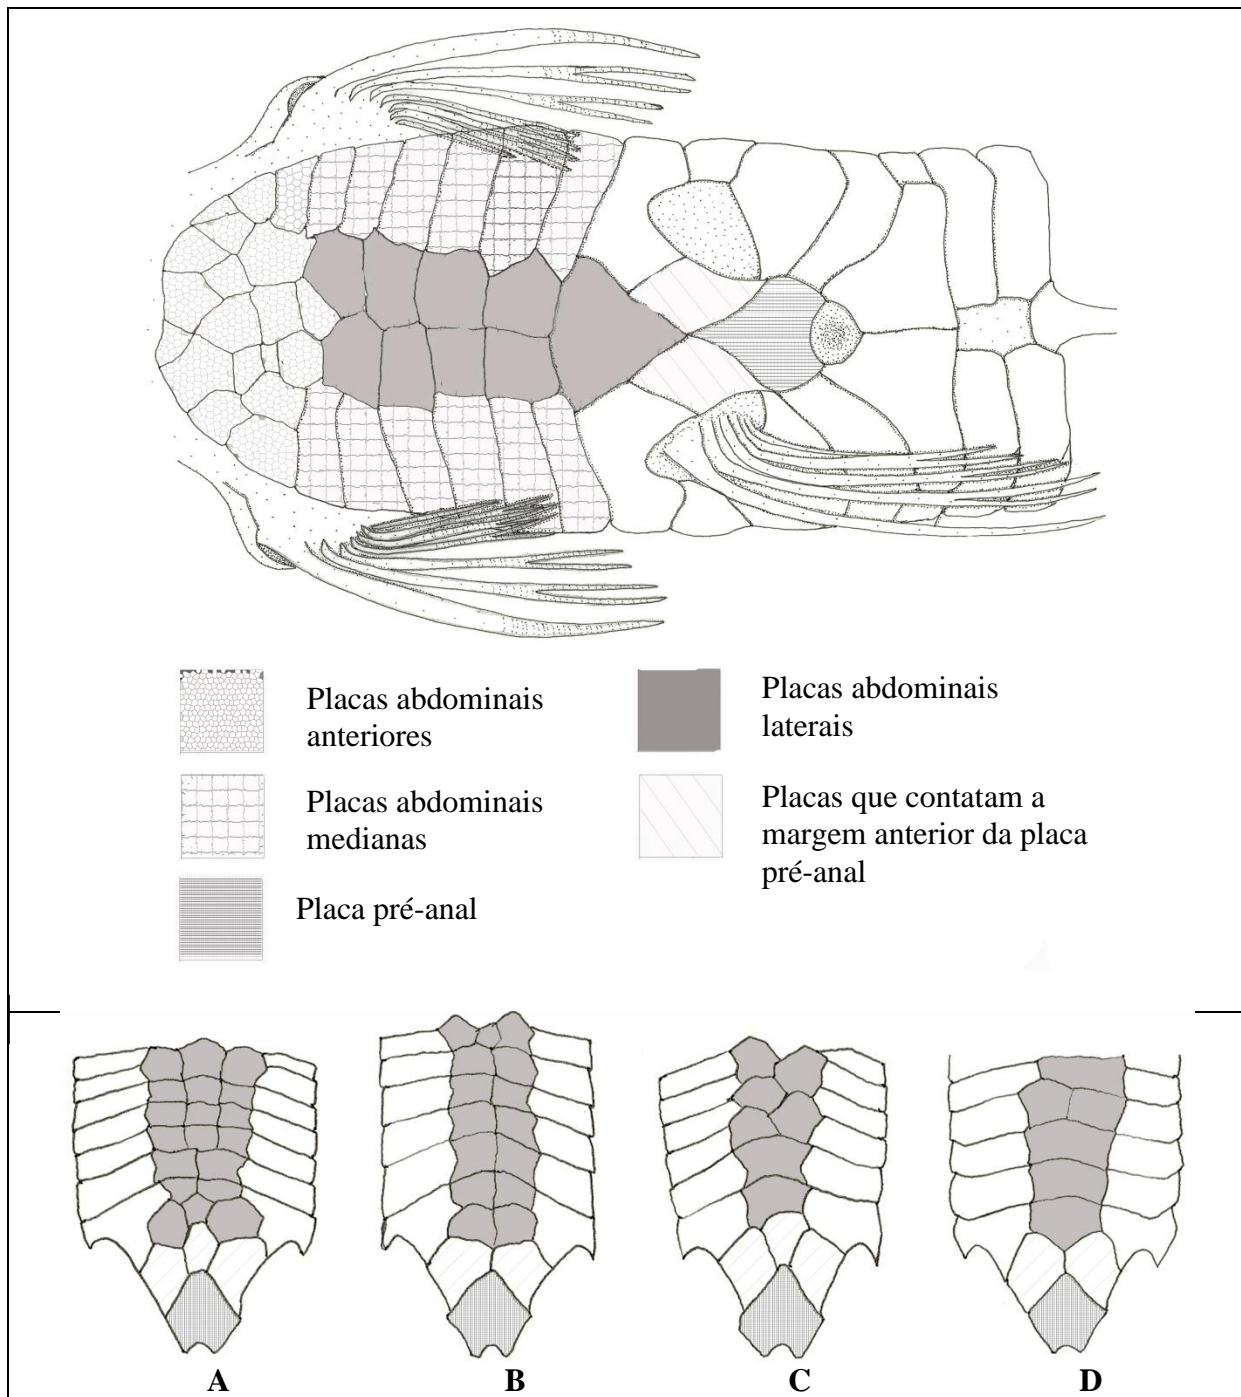 Placas abdominais
anteriores
Placas abdominais
laterais
Placas abdominais
medianas
Placas que contatam a
margem anterior da placa
pré-anal
Placa pré-anal
A
B
C
D